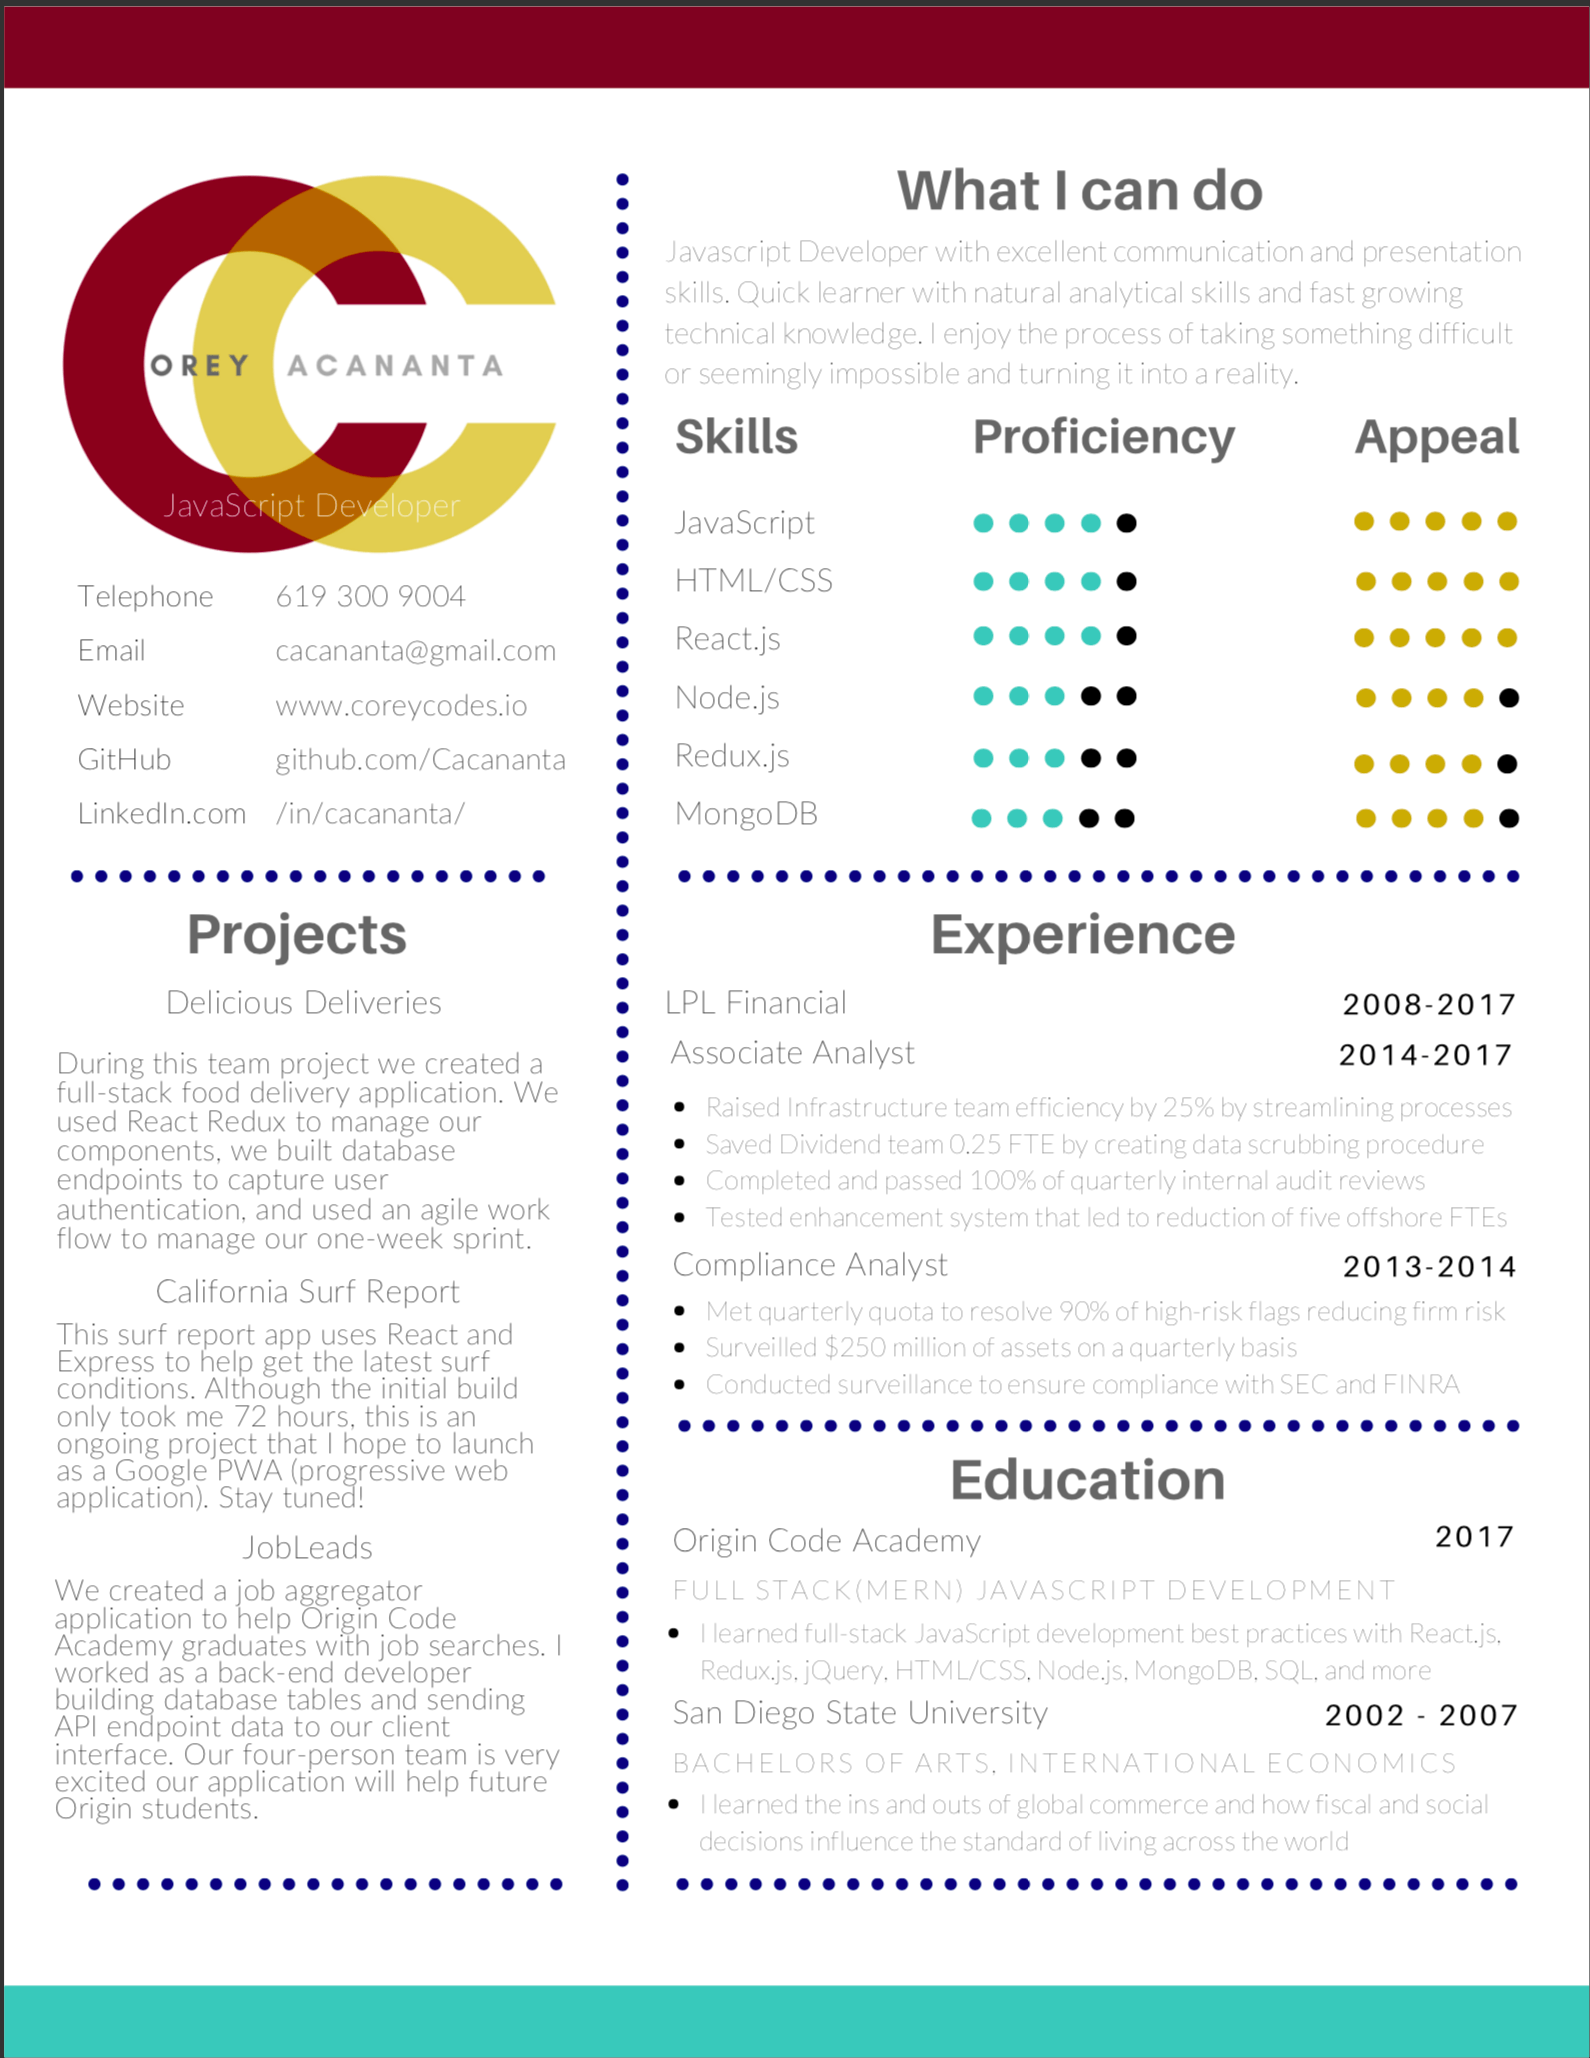 OREY ACANANTA
JavaScript Developer
Telephone 619 300 9004
Email cacananta@gmail.com
Website www.coreycodes.io
GitHub github.com/Cacananta
LinkedIn.com /in/cacananta/
Projects
Delicious Deliveries
During this team project we created a
full-stack food delivery application. We
used React Redux to manage our
components, we built database
endpoints to capture user
authentication, and used an agile work
flow to manage our one-week sprint.
California Surf Report
This surf report app uses React and
Express to help get the latest surf
conditions. Although the initial build
only took me 72 hours, this is an
ongoing project that I hope to launch
as a Google PWA (progressive web
application). Stay tuned!
JobLeads
We created a job aggregator
application to help Origin Code
Academy graduates with job searches. I
worked as a back-end developer
building database tables and sending
API endpoint data to our client
interface. Our four-person team is very
excited our application will help future
Origin students.
What I can do
Javascript Developer with excellent communication and presentation
skills. Quick learner with natural analytical skills and fast growing
technical knowledge. I enjoy the process of taking something difficult
or seemingly impossible and turning it into a reality.
Skills Proficiency Appeal
JavaScript
HTML/CSS
React.js
Node.js
Redux.js
MongoDB
Experience
LPL Financial 2008-2017
Associate Analyst 2014-2017
• Raised Infrastructure team efficiency by 25% by streamlining processes
• Saved Dividend team 0.25 FTE by creating data scrubbing procedure
• Completed and passed 100% of quarterly internal audit reviews
• Tested enhancement system that led to reduction of five offshore FTEs
Compliance Analyst 2013-2014
• Met quarterly quota to resolve 90% of high-risk flags reducing firm risk
• Surveilled $250 million of assets on a quarterly basis
• Conducted surveillance to ensure compliance with SEC and FINRA
Education
Origin Code Academy 2017
FULL STACK(MERN) JAVASCRIPT DEVELOPMENT
• I learned full-stack JavaScript development best practices with React.js,
Redux.js, jQuery, HTML/CSS, Node.js, MongoDB, SQL, and more
San Diego State University 2002 - 2007
BACHELORS OF ARTS, INTERNATIONAL ECONOMICS
• I learned the ins and outs of global commerce and how fiscal and social
decisions influence the standard of living across the world